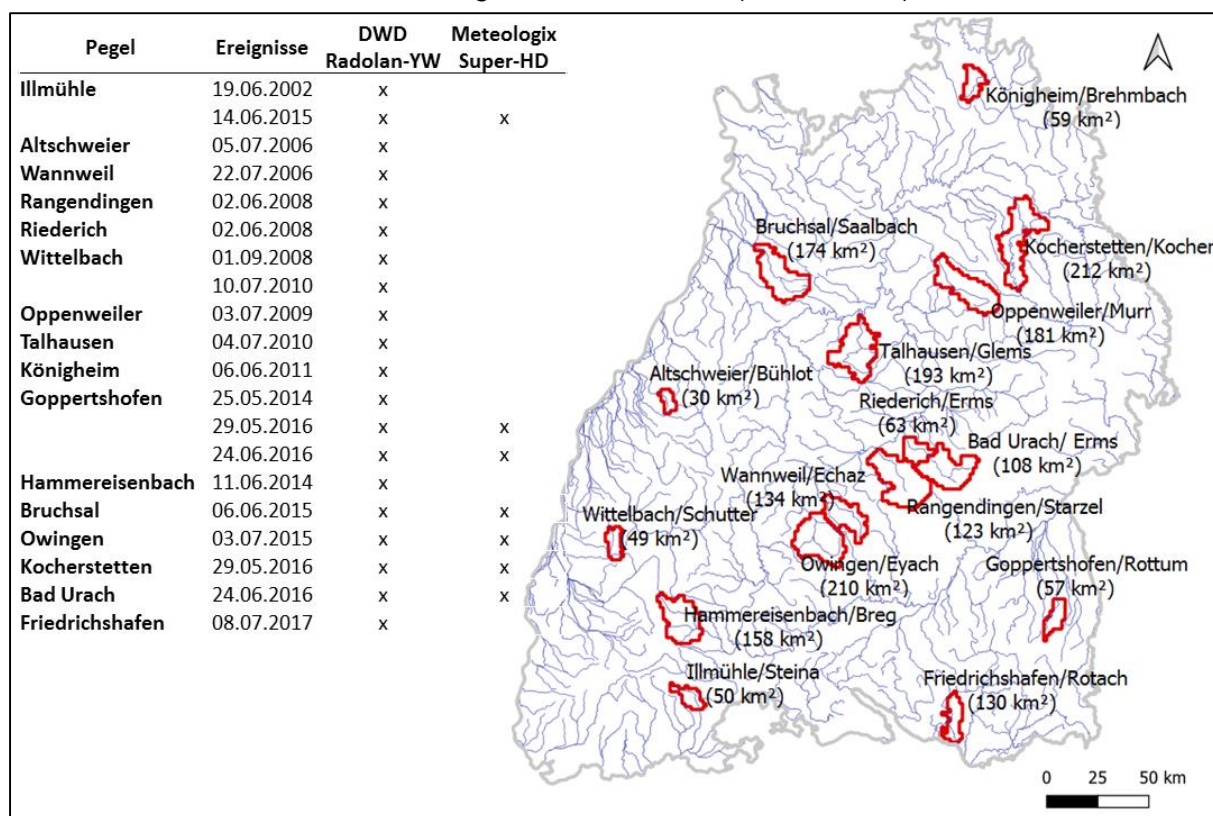 Pegel Ereignisse DWD Radolan-YW Meteologix Super-HD
Illmühle 19.06.2002 x
14.06.2015 x x
Altschweier 05.07.2006 x
Wannweil 22.07.2006 x
Rangendingen 02.06.2008 x
Riederich 02.06.2008 x
Wittelbach 01.09.2008 x
10.07.2010 x
Oppenweiler 03.07.2009 x
Talhausen 04.07.2010 x
Königheim 06.06.2011 x
Goppertshofen 25.05.2014 x
29.05.2016 x x
24.06.2016 x x
Hammereisenbach 11.06.2014 x
Bruchsal 06.06.2015 x x
Owingen 03.07.2015 x x
Kocherstetten 29.05.2016 x x
Bad Urach 24.06.2016 x x
Friedrichshafen 08.07.2017 x
Königheim/Brehmbach
(59 km²)
Bruchsal/Saalbach
(174 km²)
Kocherstetten/Kocher
(212 km²)
Oppenweiler/Murr
(181 km²)
Talhausen/Glems
(193 km²)
Altschweier/Bühlot
(30 km²)
Riederich/Erms
(63 km²)
Bad Urach/ Erms
(108 km²)
Wannweil/Echaz
(134 km²)
Rangendingen/Starzel
(123 km²)
Wittelbach/Schutter
(49 km²)
Owingen/Eyach
(210 km²)
Goppertshofen/Rottum
(57 km²)
Hammereisenbach/Breg
(158 km²)
Illmühle/Steina
(50 km²)
Friedrichshafen/Rotach
(130 km²)
0 25 50 km